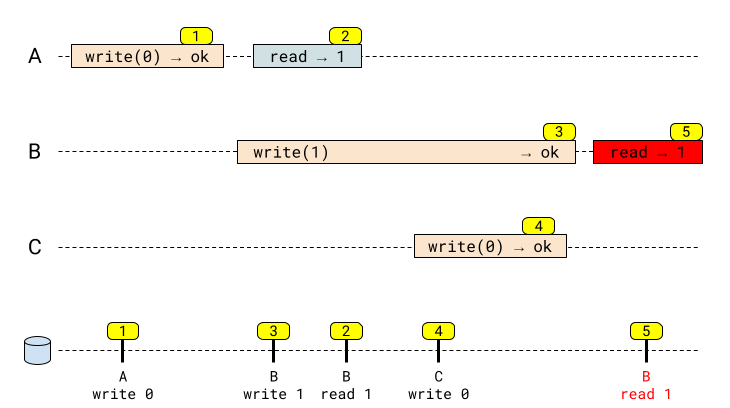 1 2
A write(0) → ok read → 1
3 5
B write(1) → ok read → 1
4
C write(0) → ok
1 3 2 4 5
A B B C B
write 0 write 1 read 1 write 0 read 1